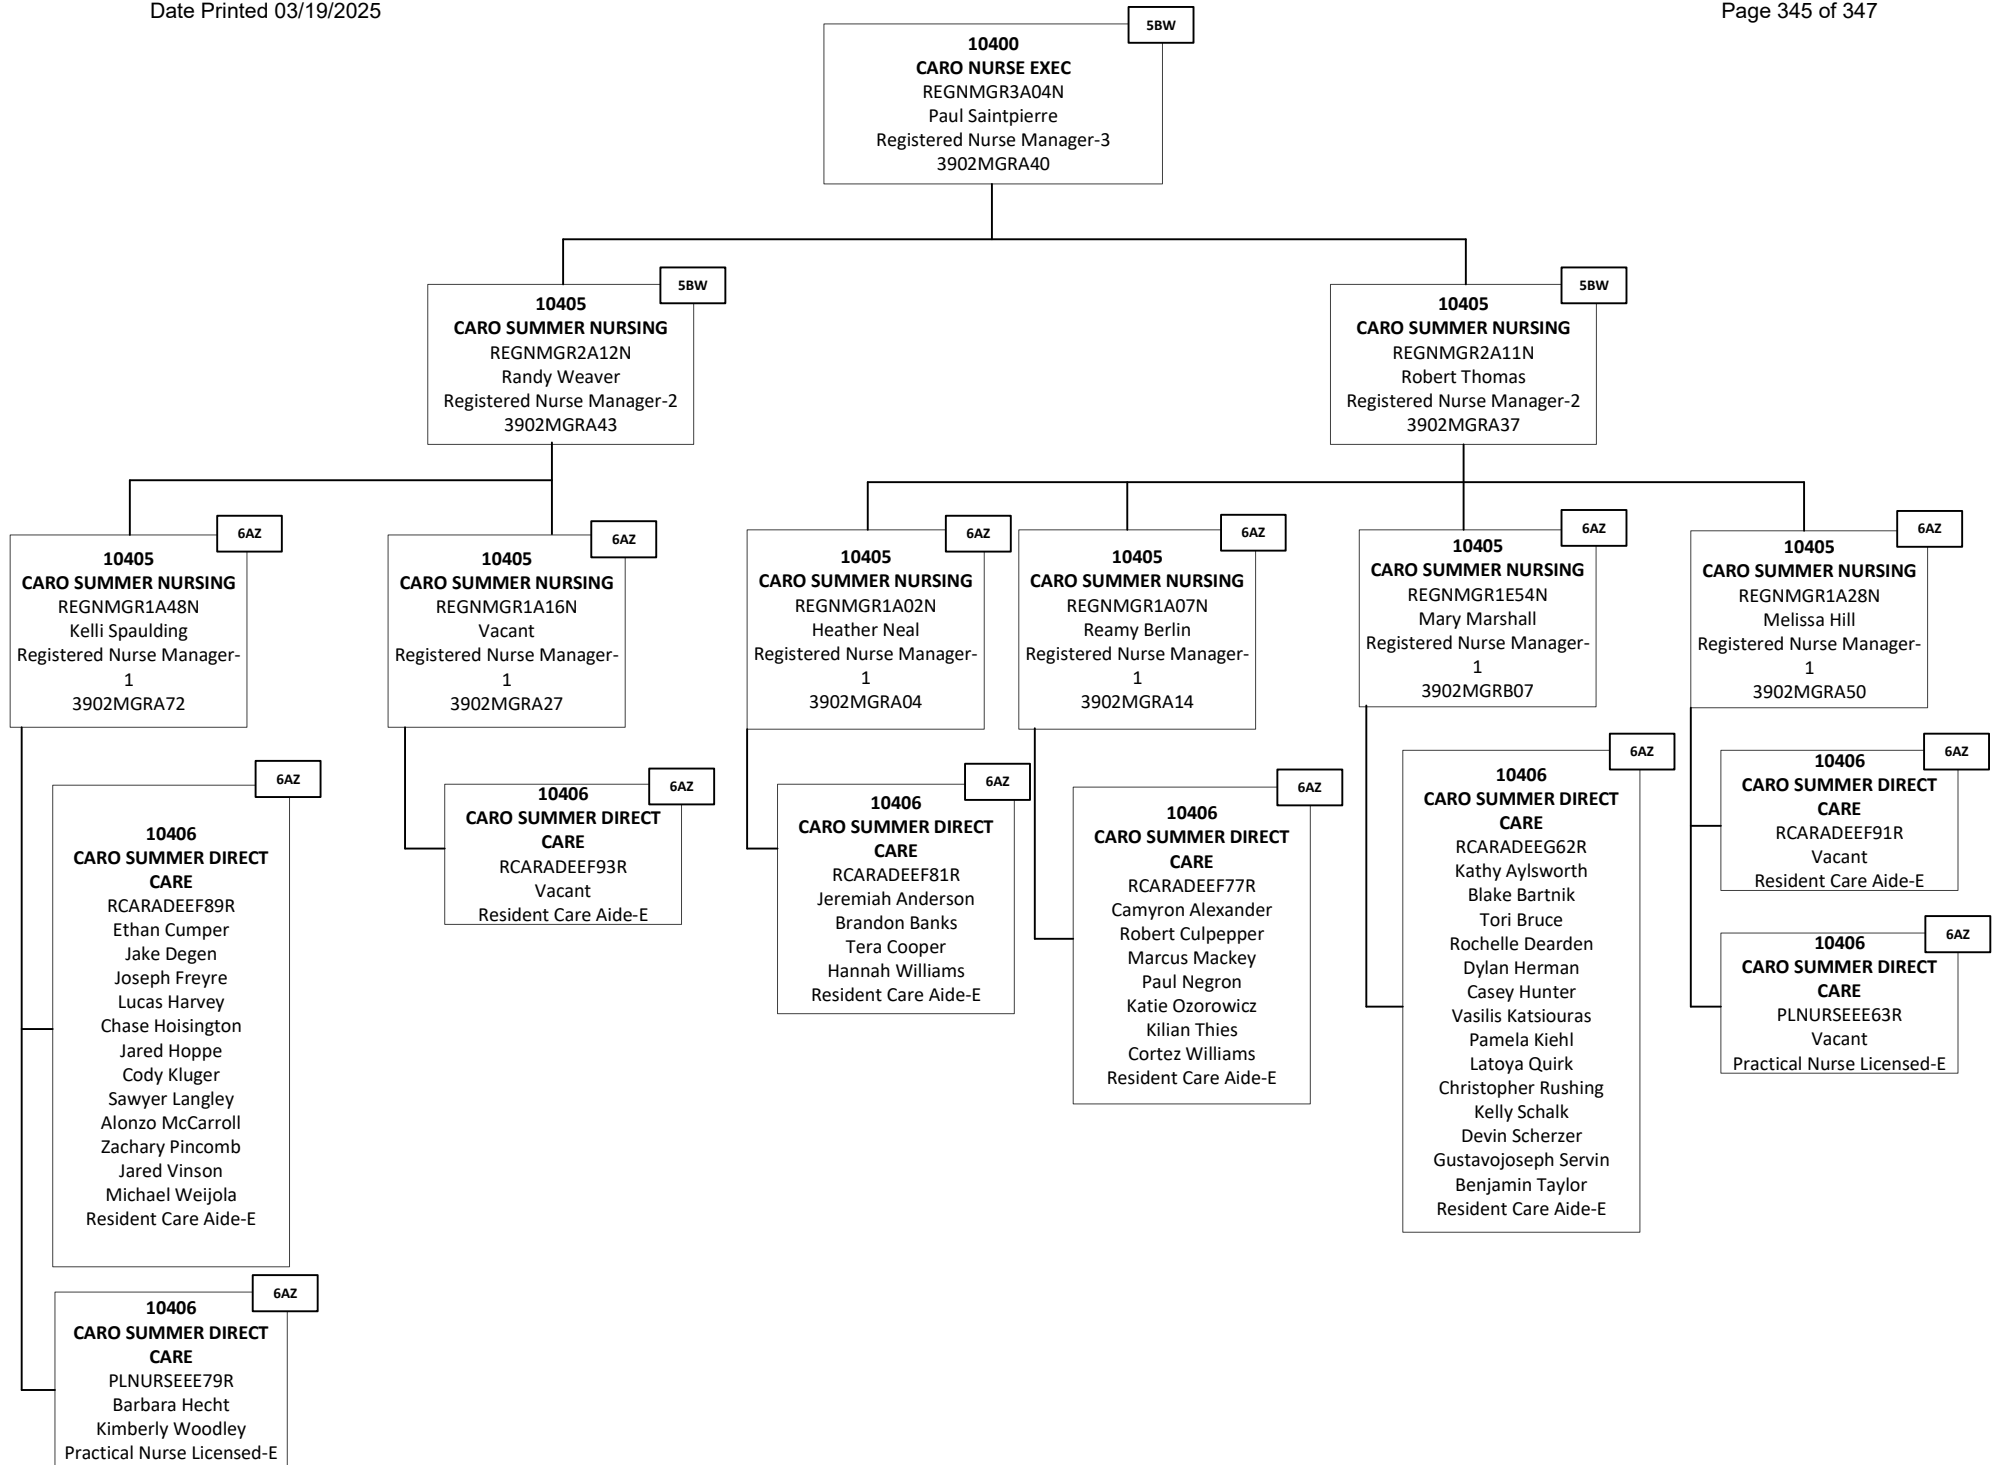 Date Printed 03/19/2025
Page 345 of 347
5BW
10400
CARO NURSE EXEC
REGNMGR3A04N
Paul Saintpierre
Registered Nurse Manager-3
3902MGRA40
5BW
10405
CARO SUMMER NURSING
REGNMGR2A12N
Randy Weaver
Registered Nurse Manager-2
3902MGRA43
5BW
10405
CARO SUMMER NURSING
REGNMGR2A11N
Robert Thomas
Registered Nurse Manager-2
3902MGRA37
6AZ
10405
CARO SUMMER NURSING
REGNMGR1A48N
Kelli Spaulding
Registered Nurse Manager-
1
3902MGRA72
6AZ
10405
CARO SUMMER NURSING
REGNMGR1A16N
Vacant
Registered Nurse Manager-
1
3902MGRA27
6AZ
10405
CARO SUMMER NURSING
REGNMGR1A02N
Heather Neal
Registered Nurse Manager-
1
3902MGRA04
6AZ
10405
CARO SUMMER NURSING
REGNMGR1A07N
Reamy Berlin
Registered Nurse Manager-
1
3902MGRA14
6AZ
10405
CARO SUMMER NURSING
REGNMGR1E54N
Mary Marshall
Registered Nurse Manager-
1
3902MGRB07
6AZ
10405
CARO SUMMER NURSING
REGNMGR1A28N
Melissa Hill
Registered Nurse Manager-
1
3902MGRA50
6AZ
10406
CARO SUMMER DIRECT
CARE
RCARADEEF89R
Ethan Cumper
Jake Degen
Joseph Freyre
Lucas Harvey
Chase Hoisington
Jared Hoppe
Cody Kluger
Sawyer Langley
Alonzo McCarroll
Zachary Pincomb
Jared Vinson
Michael Weijola
Resident Care Aide-E
6AZ
10406
CARO SUMMER DIRECT
CARE
RCARADEEF93R
Vacant
Resident Care Aide-E
6AZ
10406
CARO SUMMER DIRECT
CARE
RCARADEEF81R
Jeremiah Anderson
Brandon Banks
Tera Cooper
Hannah Williams
Resident Care Aide-E
6AZ
10406
CARO SUMMER DIRECT
CARE
RCARADEEF77R
Camyron Alexander
Robert Culpepper
Marcus Mackey
Paul Negron
Katie Ozorowicz
Kilian Thies
Cortez Williams
Resident Care Aide-E
6AZ
10406
CARO SUMMER DIRECT
CARE
RCARADEEG62R
Kathy Aylsworth
Blake Bartnik
Tori Bruce
Rochelle Dearden
Dylan Herman
Casey Hunter
Vasilis Katsiouras
Pamela Kiehl
Latoya Quirk
Christopher Rushing
Kelly Schalk
Devin Scherzer
Gustavojoseph Servin
Benjamin Taylor
Resident Care Aide-E
6AZ
10406
CARO SUMMER DIRECT
CARE
RCARADEEF91R
Vacant
Resident Care Aide-E
6AZ
10406
CARO SUMMER DIRECT
CARE
PLNURSEEE63R
Vacant
Practical Nurse Licensed-E
6AZ
10406
CARO SUMMER DIRECT
CARE
PLNURSEEE79R
Barbara Hecht
Kimberly Woodley
Practical Nurse Licensed-E